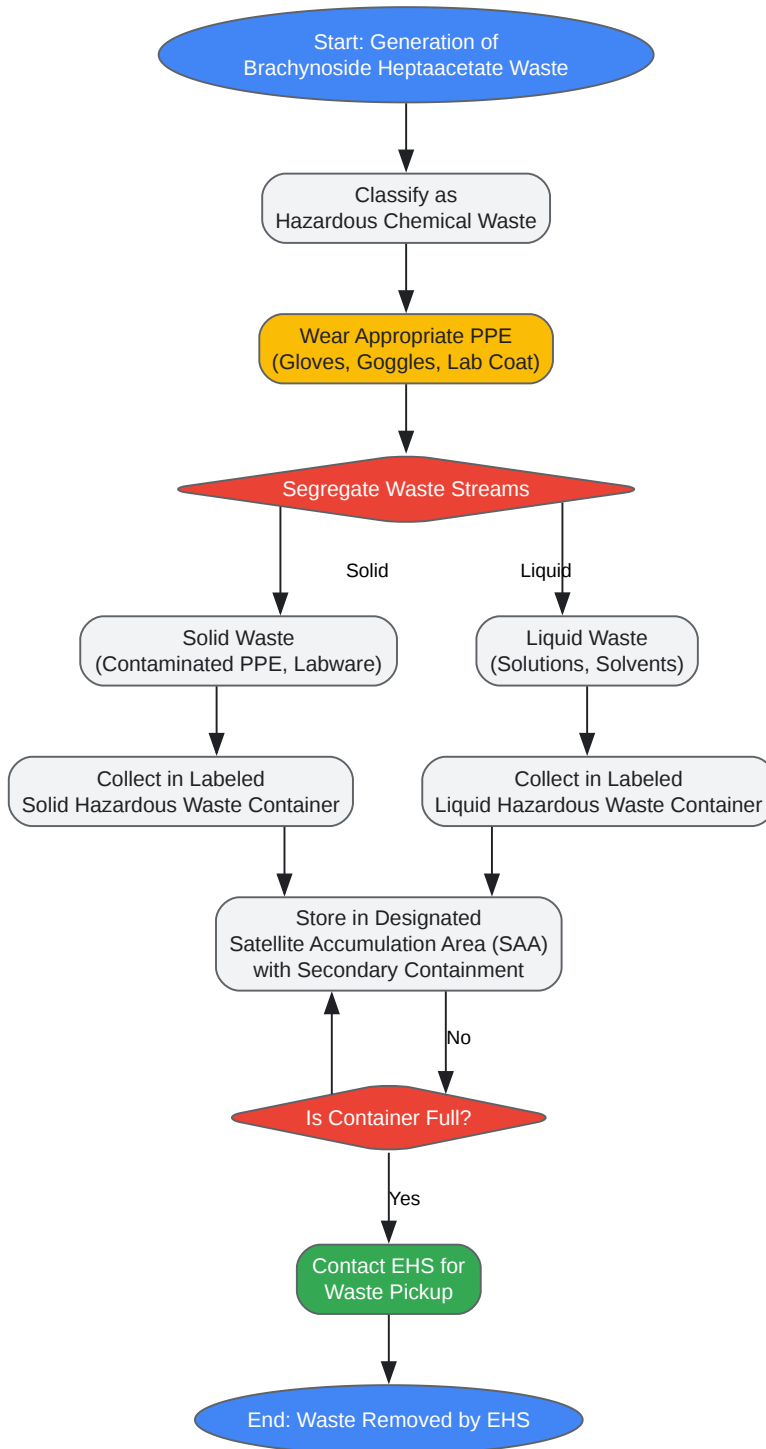 Start: Generation of
Brachynoside Heptaacetate Waste
Classify as
Hazardous Chemical Waste
Wear Appropriate PPE
(Gloves, Goggles, Lab Coat)
Segregate Waste Streams
Solid
Liquid
Solid Waste
(Contaminated PPE, Labware)
Liquid Waste
(Solutions, Solvents)
Collect in Labeled
Solid Hazardous Waste Container
Collect in Labeled
Liquid Hazardous Waste Container
Store in Designated
Satellite Accumulation Area (SAA)
with Secondary Containment
No
Is Container Full?
Yes
Contact EHS for
Waste Pickup
End: Waste Removed by EHS